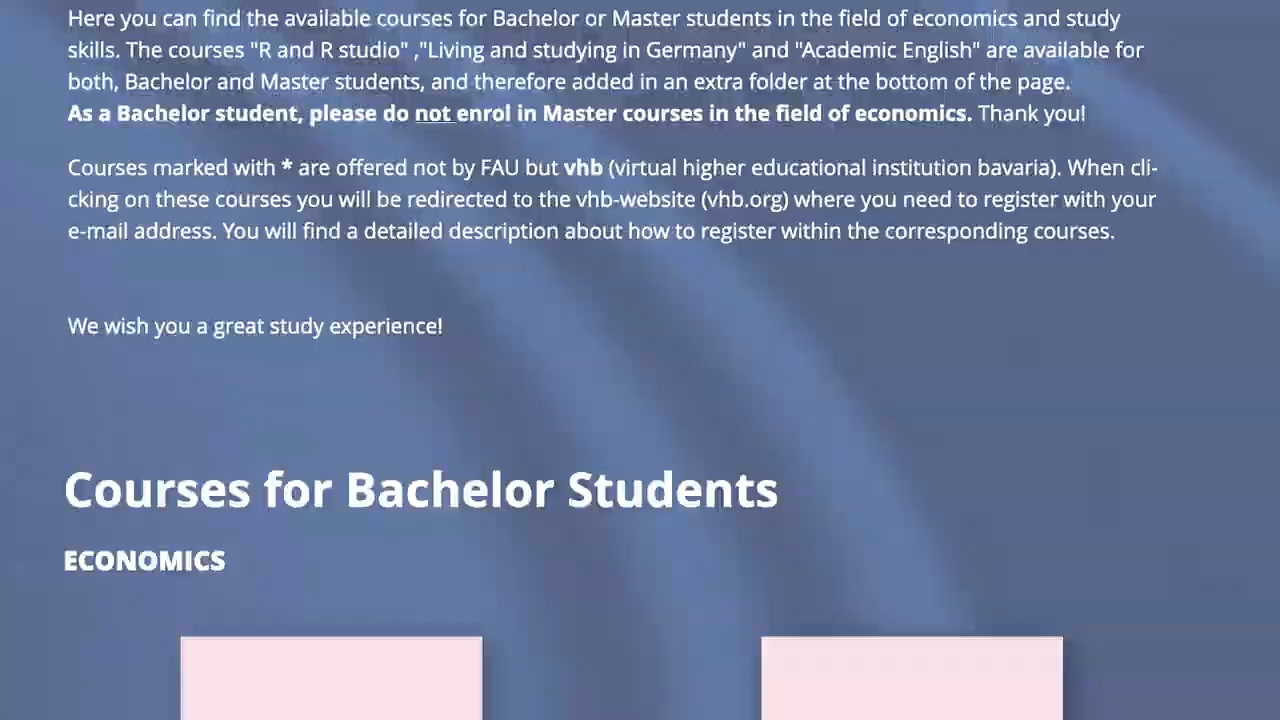 Here you can find the available courses for Bachelor or Master students in the field of economics and study
skills. The courses "R and R studio" ,"Living and studying in Germany" and "Academic English" are available for
both, Bachelor and Master students, and therefore added in an extra folder at the bottom of the page.
As a Bachelor student, please do not enrol in Master courses in the field of economics. Thank you!
Courses marked with * are offered not by FAU but vhb (virtual higher educational institution bavaria). When cli-
cking on these courses you will be redirected to the vhb-website (vhb.org) where you need to register with your
e-mail address. You will find a detailed description about how to register within the corresponding courses.
We wish you a great study experience!
Courses for Bachelor Students
ECONOMICS